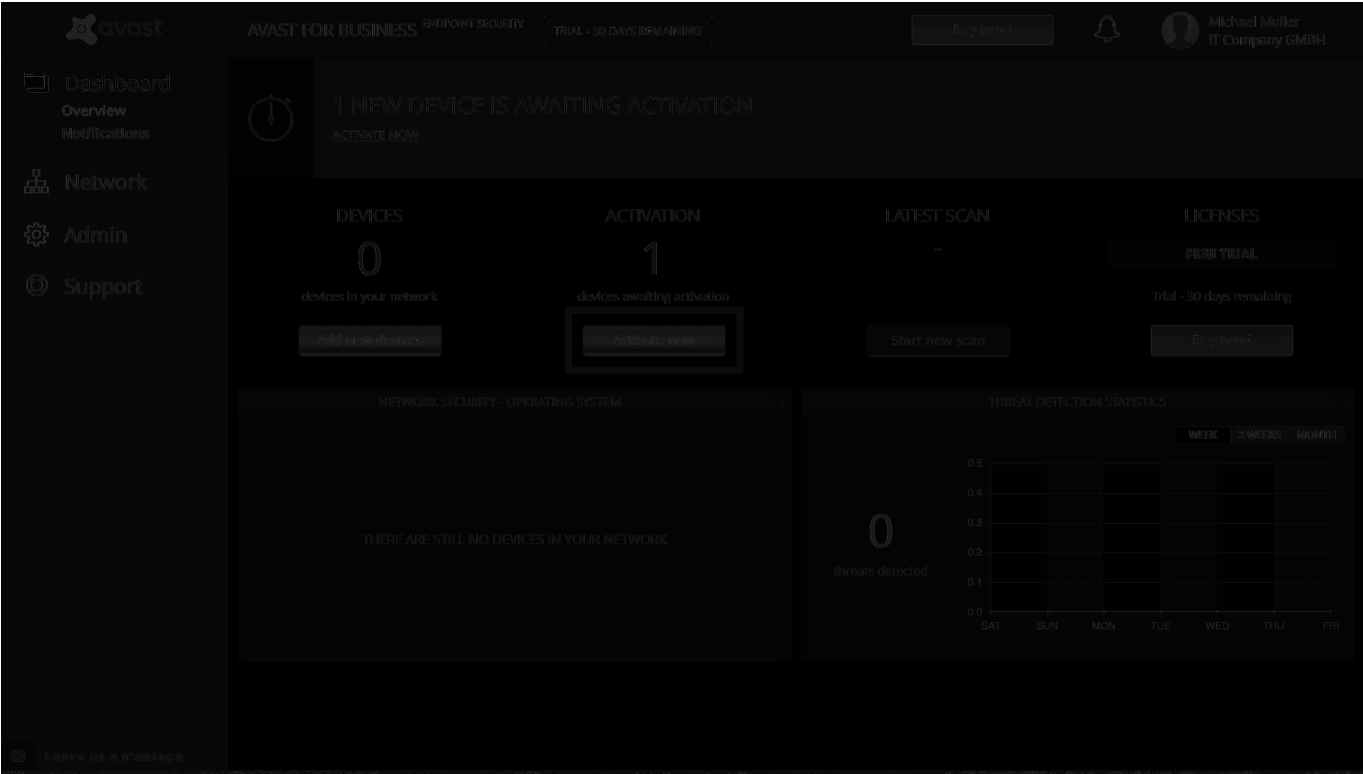 avast
AVAST FOR BUSINESS ENDPOINT SECURITY
TRIAL - 30 DAYS REMAINING
Buy now!
Michael Muller
IT Company GMBH
Dashboard
Overview
Notifications
Network
Admin
Support
1 NEW DEVICE IS AWAITING ACTIVATION
ACTIVATE NOW
DEVICES
0
devices in your network
Add new devices
ACTIVATION
1
devices awaiting activation
Activate now
LATEST SCAN
-
Start new scan
LICENSES
FREE TRIAL
Trial - 30 days remaining
Buy now!
NETWORK SECURITY - OPERATING SYSTEM
THERE ARE STILL NO DEVICES IN YOUR NETWORK
THREAT DETECTION STATISTICS
WEEK 2 WEEKS MONTH
0
threats detected
0.5
0.4
0.3
0.2
0.1
0.0
SAT SUN MON TUE WED THU FRI
Leave us a message